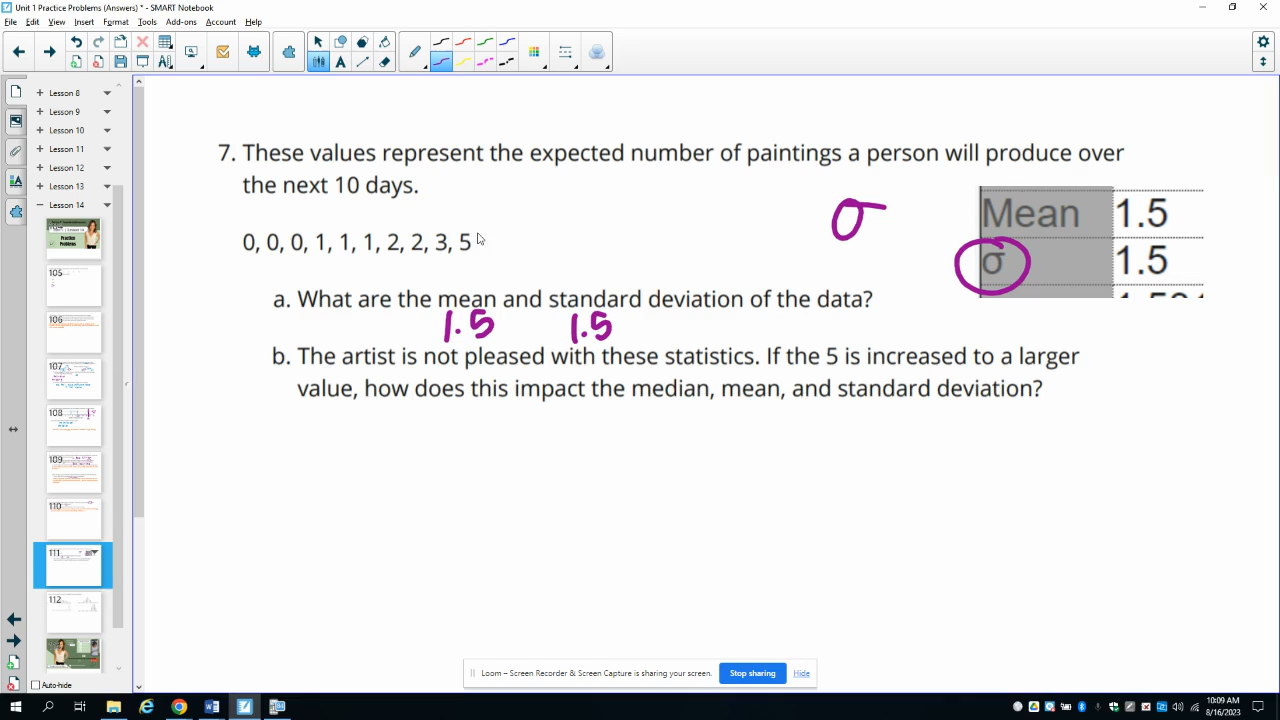 Unit 1 Practice Problems (Answers) * - SMART Notebook
File Edit View Insert Format Tools Add-ons Account Help
Lesson 8
Lesson 9
Lesson 10
Lesson 11
Lesson 12
Lesson 13
Lesson 14
Practice
Problems
105
106
107
108
109
110
111
112
Auto-hide
7. These values represent the expected number of paintings a person will produce over
the next 10 days.
σ
Mean 1.5
σ 1.5
0, 0, 0, 1, 1, 1, 2, 2, 3, 5
a. What are the mean and standard deviation of the data?
1.5 1.5
b. The artist is not pleased with these statistics. If the 5 is increased to a larger
value, how does this impact the median, mean, and standard deviation?
Loom – Screen Recorder & Screen Capture is sharing your screen. Stop sharing Hide
10:09 AM
8/16/2023